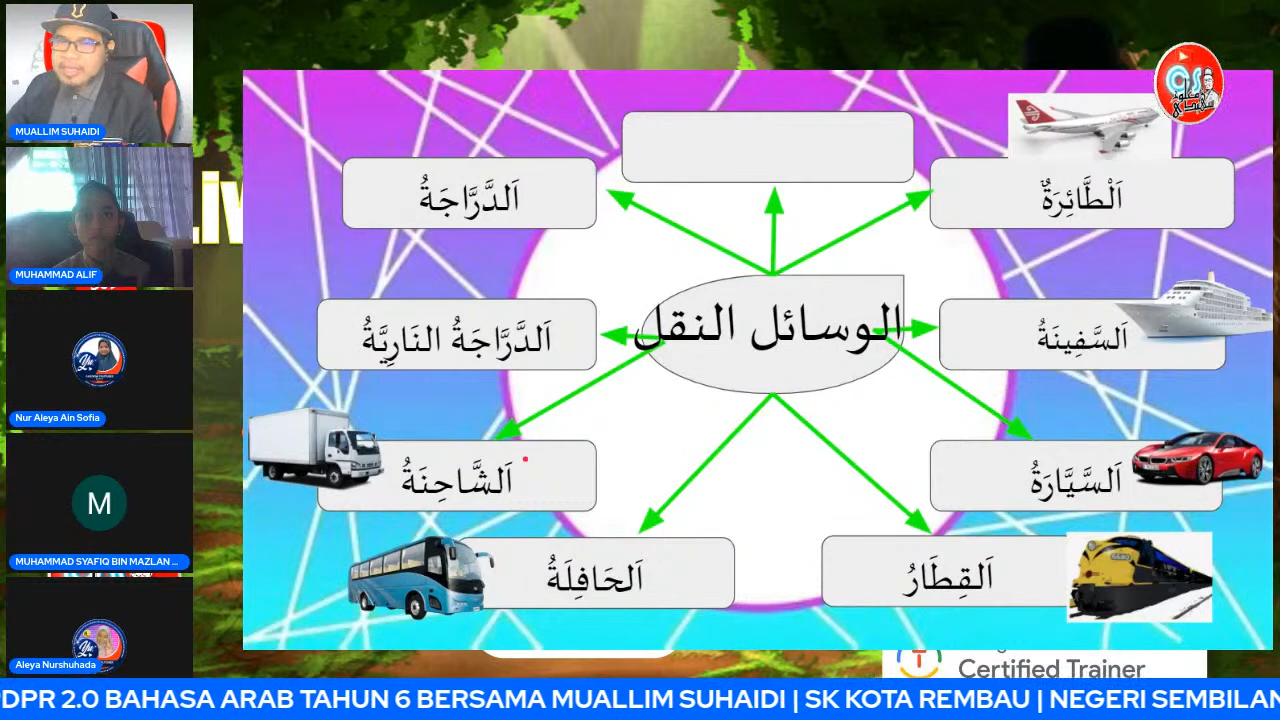 MUALLIM SUHAIDI
MUHAMMAD ALIF
Nur Aleya Ain Sofia
M
MUHAMMAD SYAFIQ BIN MAZLAN ...
Aleya Nurshuhada
اَلْطَّائِرَةٌ
اَلدَّرَّاجَةُ
الوسائل النقل
اَلسَّفِينَةُ
اَلدَّرَّاجَةُ النَارِيَّةُ
اَلسَّيَّارَةُ
اَلشَّاحِنَةُ
اَلقِطَارُ
اَلحَافِلَةُ
Certified Trainer
PDPR 2.0 BAHASA ARAB TAHUN 6 BERSAMA MUALLIM SUHAIDI | SK KOTA REMBAU | NEGERI SEMBILAN